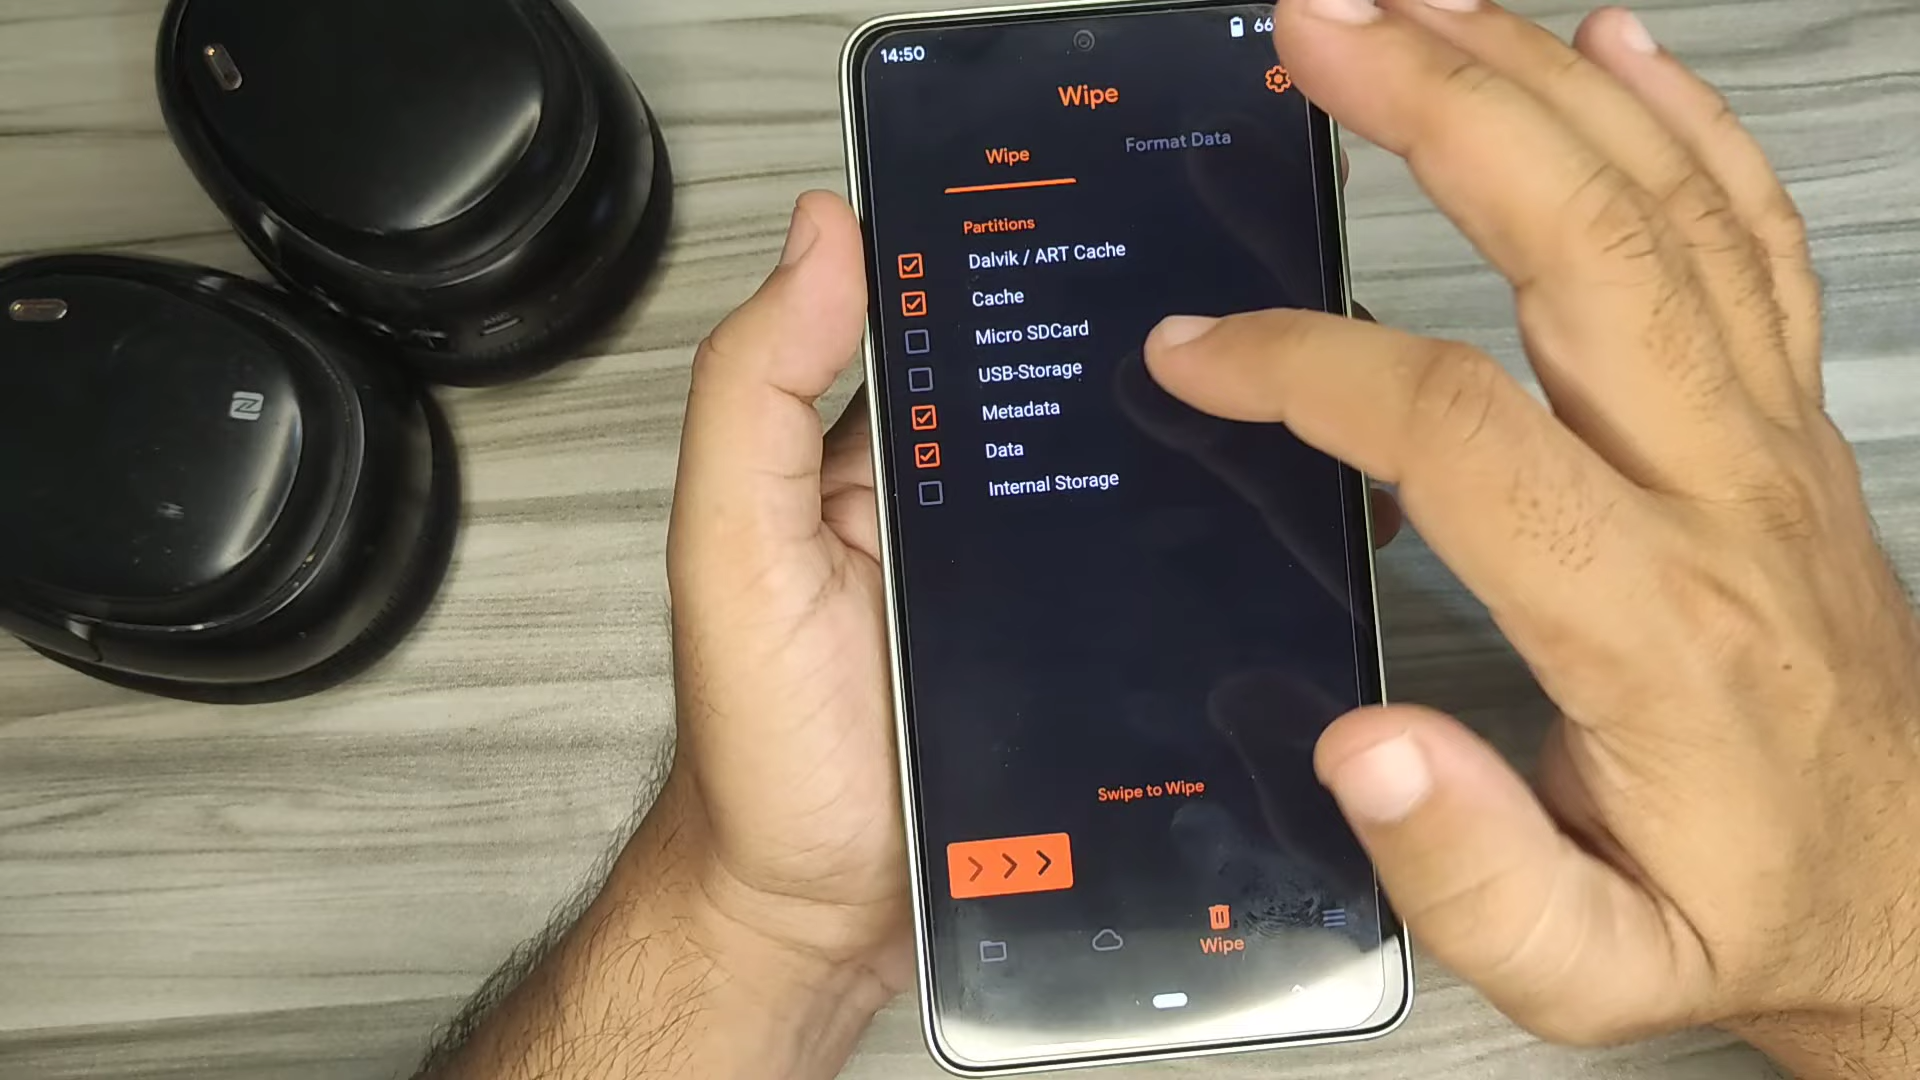 14:50
66
Wipe
Wipe
Format Data
Partitions
Dalvik / ART Cache
Cache
Micro SDCard
USB-Storage
Metadata
Data
Internal Storage
Swipe to Wipe
Wipe